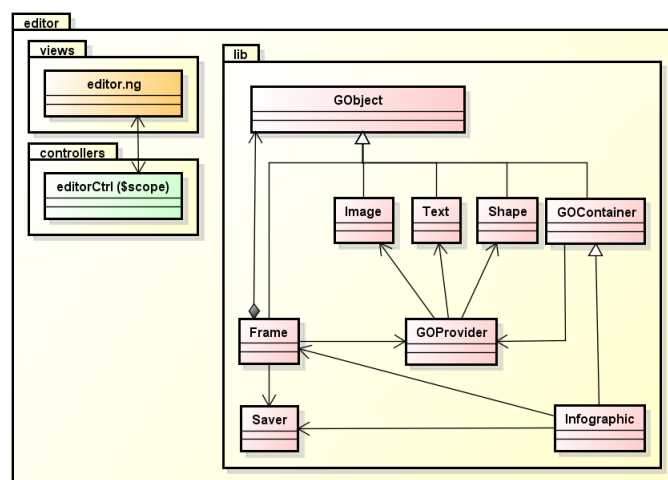 editor
views
editor.ng
controllers
editorCtrl ($scope)
lib
GObject
Image
Text
Shape
GOContainer
Frame
GOProvider
Saver
Infographic